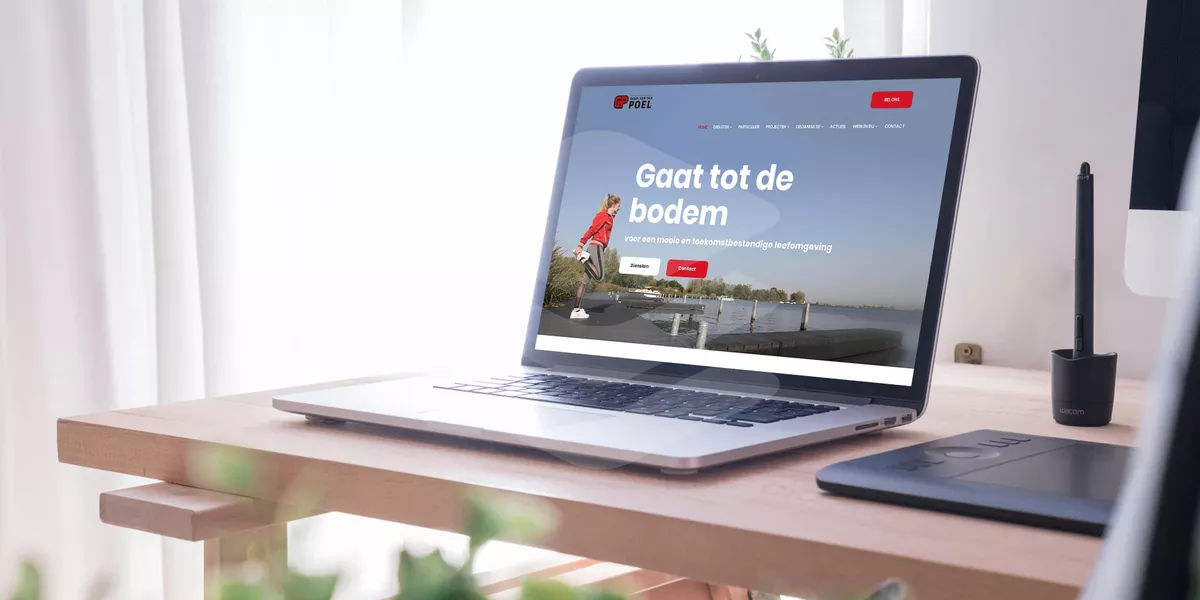 GP
POEL
BEL ONS
HOME DIENSTEN PARTICULIER PROJECTEN ORGANISATIE ACTUEEL WERKEN BIJ CONTACT
Gaat tot de
bodem
voor een mooie en toekomstbestendige leefomgeving
Diensten Contact
wacom